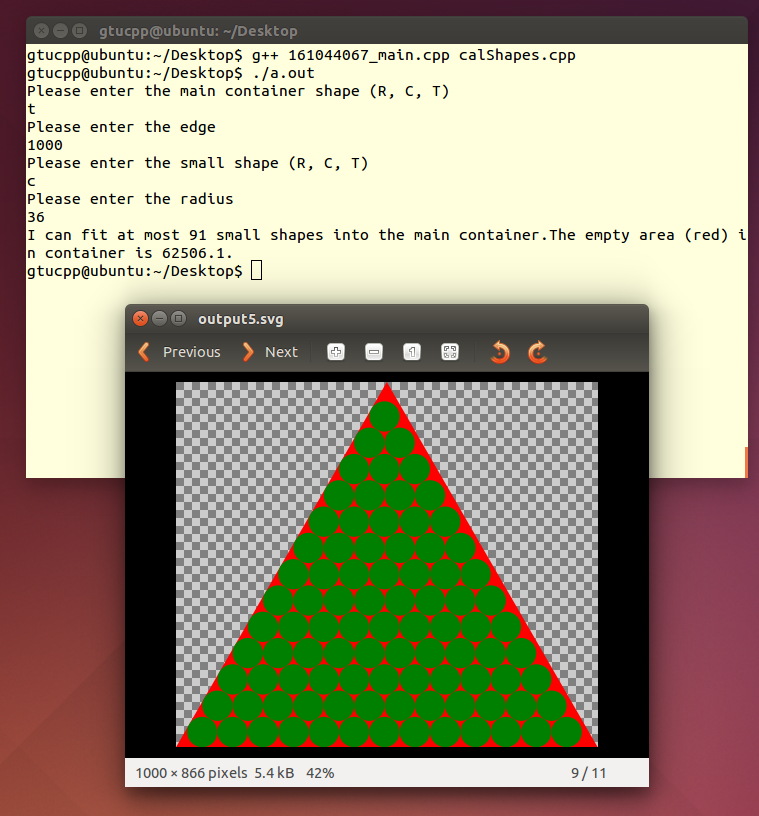 gtucpp@ubuntu: ~/Desktop
gtucpp@ubuntu:~/Desktop$ g++ 161044067_main.cpp calShapes.cpp
gtucpp@ubuntu:~/Desktop$ ./a.out
Please enter the main container shape (R, C, T)
t
Please enter the edge
1000
Please enter the small shape (R, C, T)
c
Please enter the radius
36
I can fit at most 91 small shapes into the main container.The empty area (red) i
n container is 62506.1.
gtucpp@ubuntu:~/Desktop$
output5.svg
Previous Next
1000 × 866 pixels 5.4 kB 42% 9 / 11